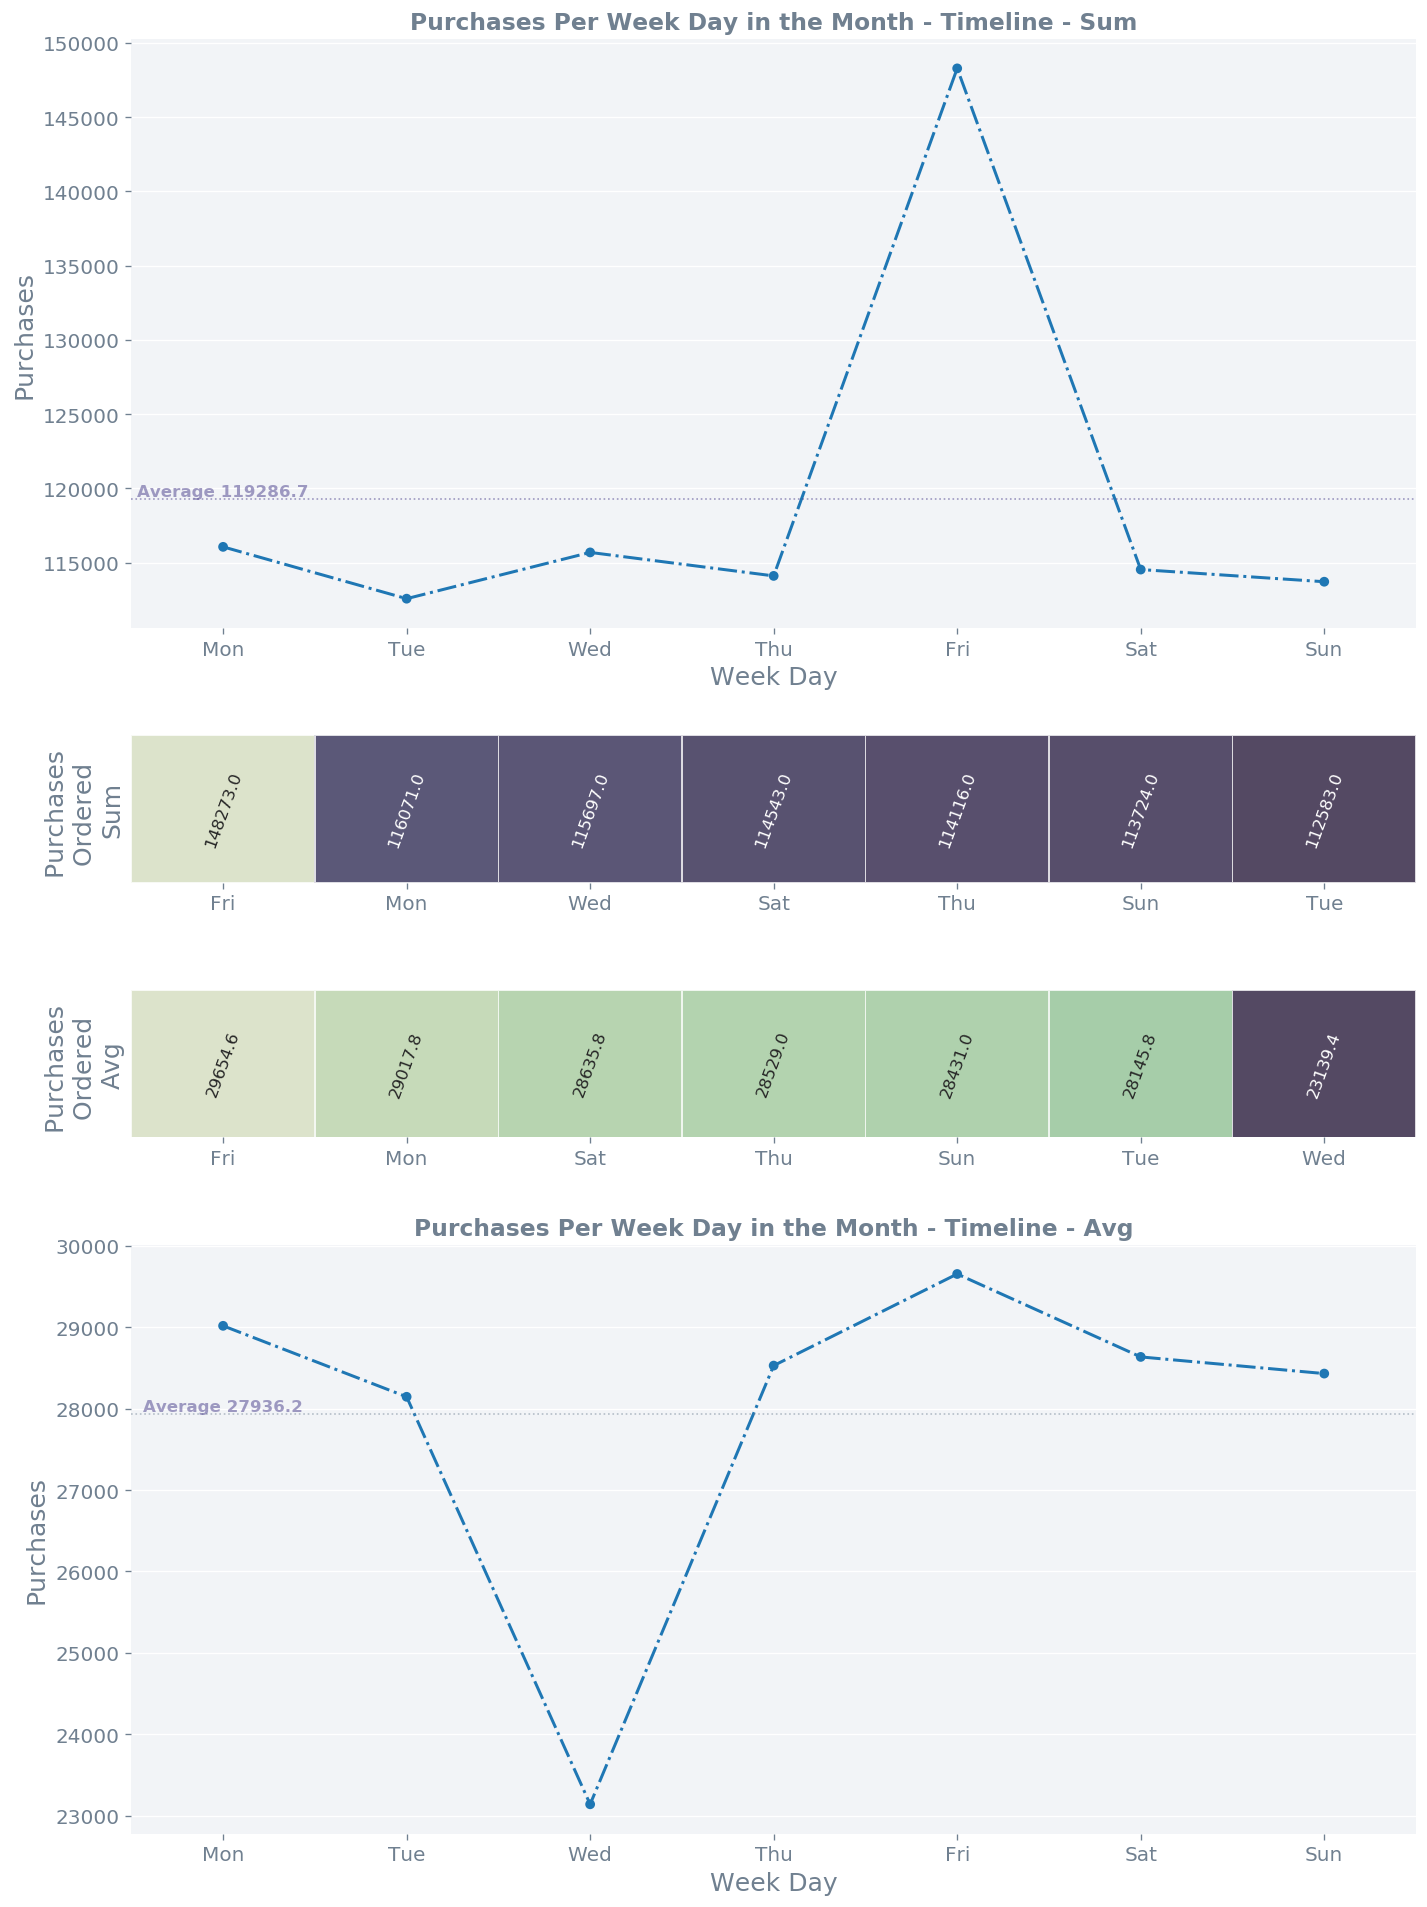 Purchases Per Week Day in the Month - Timeline - Sum
150000
145000
140000
135000
130000
125000
120000
115000
Purchases
Average 119286.7
Mon Tue Wed Thu Fri Sat Sun
Week Day
Purchases
Ordered
Sum
148273.0 116071.0 115697.0 114543.0 114116.0 113724.0 112583.0
Fri Mon Wed Sat Thu Sun Tue
Purchases
Ordered
Avg
29654.6 29017.8 28635.8 28529.0 28431.0 28145.8 23139.4
Fri Mon Sat Thu Sun Tue Wed
Purchases Per Week Day in the Month - Timeline - Avg
30000
29000
28000
27000
26000
25000
24000
23000
Purchases
Average 27936.2
Mon Tue Wed Thu Fri Sat Sun
Week Day